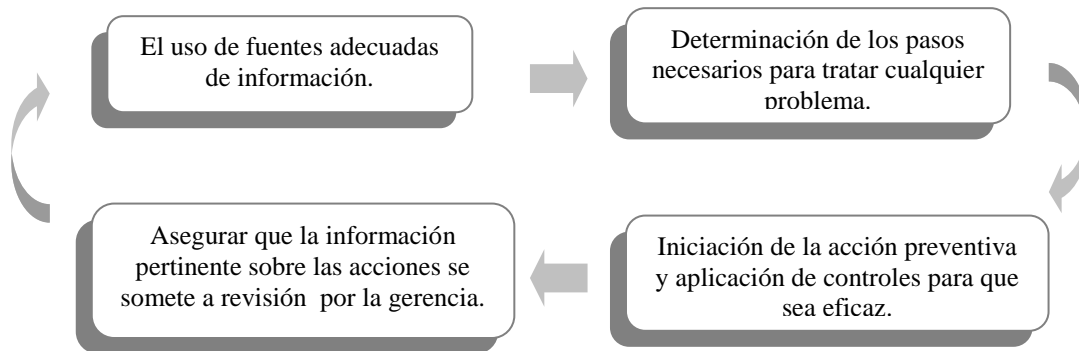 El uso de fuentes adecuadas
de información.
Determinación de los pasos
necesarios para tratar cualquier
problema.
Iniciación de la acción preventiva
y aplicación de controles para que
sea eficaz.
Asegurar que la información
pertinente sobre las acciones se
somete a revisión por la gerencia.